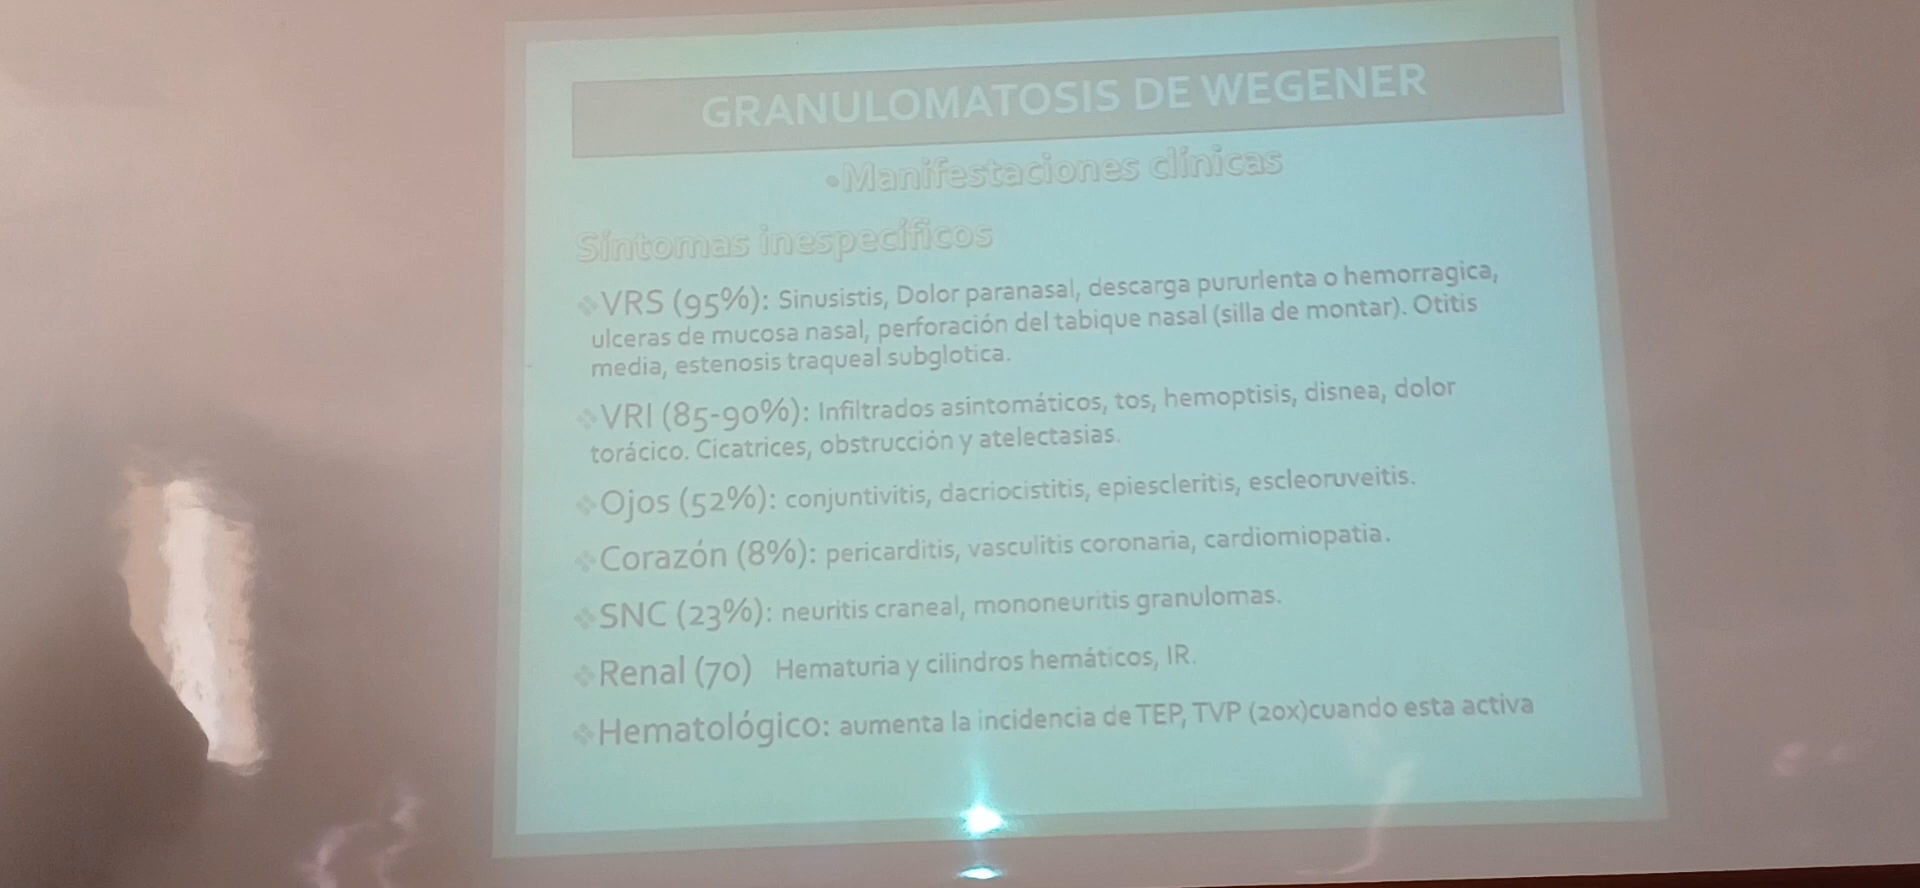 GRANULOMATOSIS DE WEGENER
•Manifestaciones clínicas
Síntomas inespecíficos
❖VRS (95%): Sinusistis, Dolor paranasal, descarga pururlenta o hemorragica,
ulceras de mucosa nasal, perforación del tabique nasal (silla de montar). Otitis
media, estenosis traqueal subglotica.
❖VRI (85-90%): Infiltrados asintomáticos, tos, hemoptisis, disnea, dolor
torácico. Cicatrices, obstrucción y atelectasias.
❖Ojos (52%): conjuntivitis, dacriocistitis, epiescleritis, escleoruveitis.
❖Corazón (8%): pericarditis, vasculitis coronaria, cardiomiopatia.
❖SNC (23%): neuritis craneal, mononeuritis granulomas.
❖Renal (70) Hematuria y cilindros hemáticos, IR.
❖Hematológico: aumenta la incidencia de TEP, TVP (20x)cuando esta activa